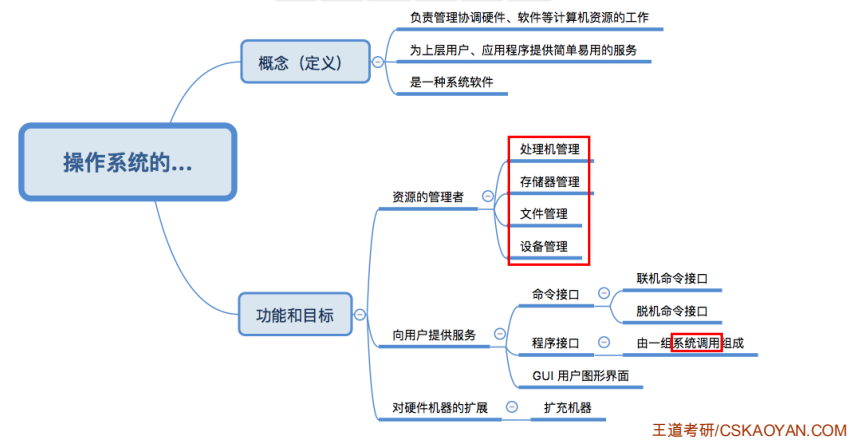 负责管理协调硬件、软件等计算机资源的工作
概念（定义）
为上层用户、应用程序提供简单易用的服务
是一种系统软件
操作系统的...
处理机管理
存储器管理
资源的管理者
文件管理
设备管理
联机命令接口
命令接口
脱机命令接口
功能和目标
向用户提供服务
程序接口
由一组系统调用组成
GUI 用户图形界面
对硬件机器的扩展
扩充机器
王道考研/CSKAOYAN.COM